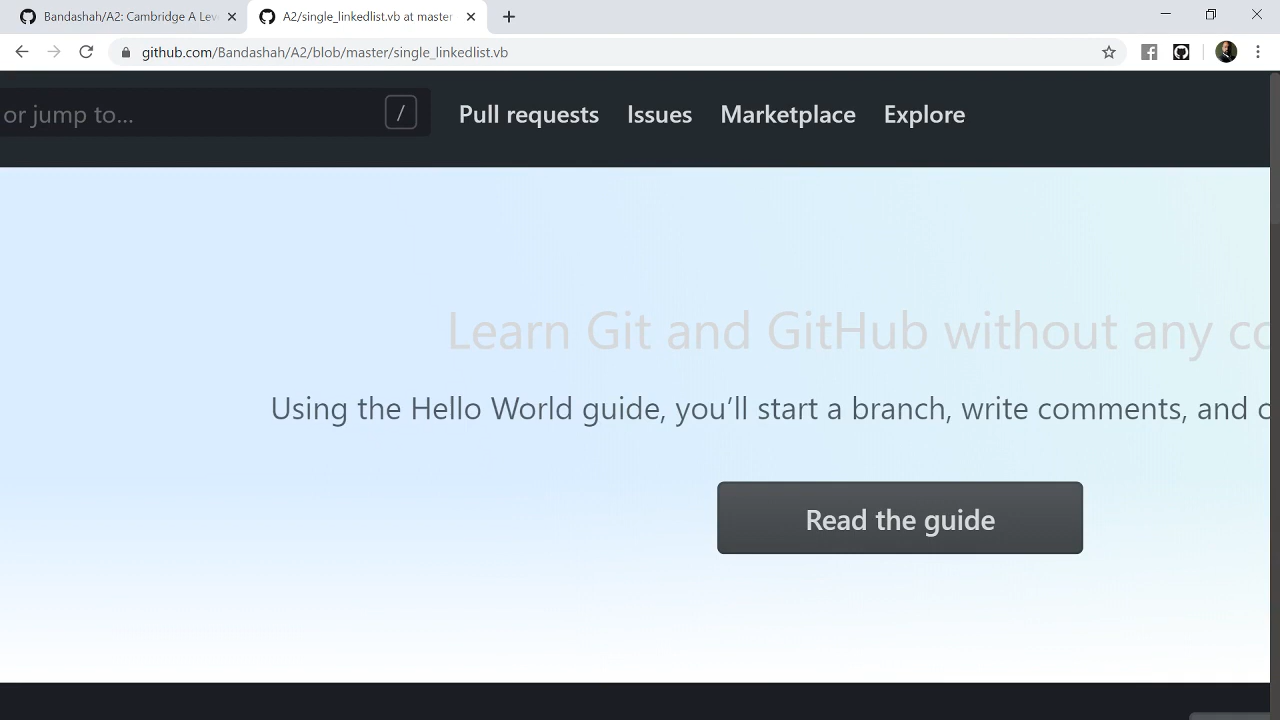 Bandashah/A2: Cambridge A Lev
A2/single_linkedlist.vb at master
github.com/Bandashah/A2/blob/master/single_linkedlist.vb
or jump to...
/
Pull requests
Issues
Marketplace
Explore
Learn Git and GitHub without any co
Using the Hello World guide, you’ll start a branch, write comments, and
Read the guide